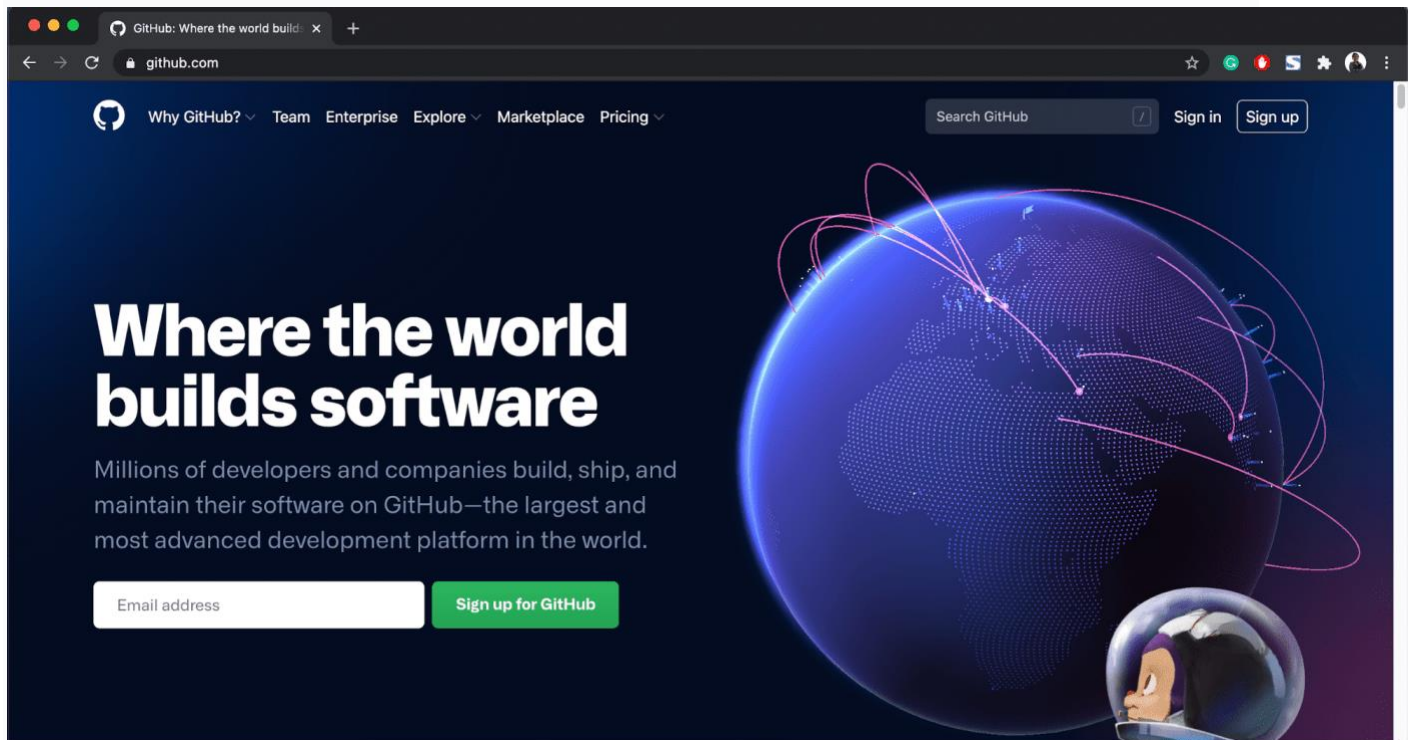 GitHub: Where the world build
github.com
Why GitHub? Team Enterprise Explore Marketplace Pricing Search GitHub / Sign in Sign up
Where the world
builds software
Millions of developers and companies build, ship, and
maintain their software on GitHub—the largest and
most advanced development platform in the world.
Email address Sign up for GitHub